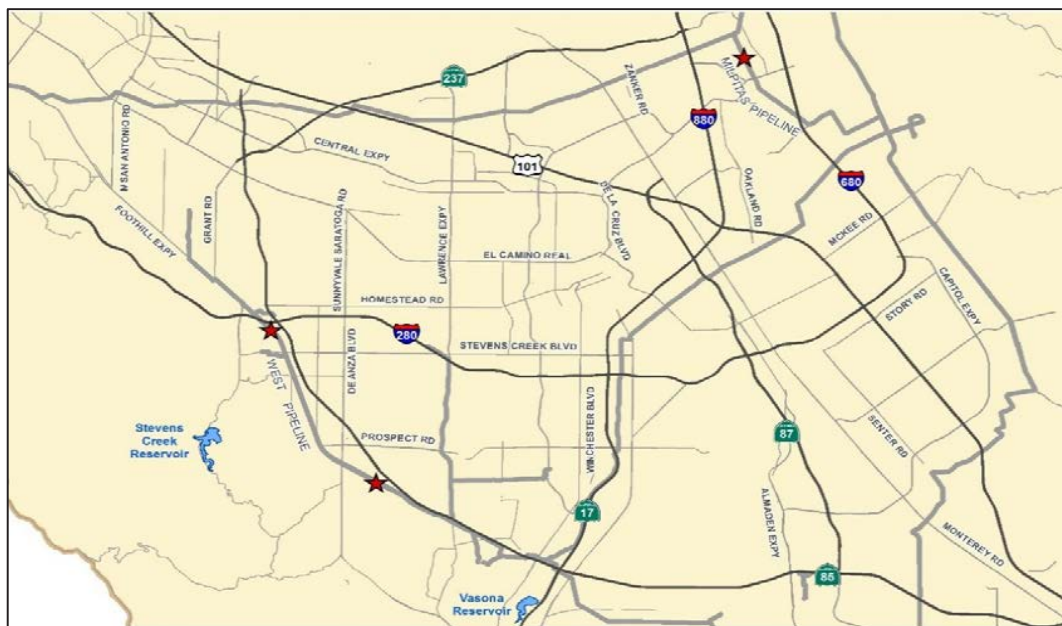 237
ZANKER RD
MILPITAS PIPELINE
880
M SAN ANTONIO RD
CENTRAL EXPY
101
OAKLAND RD
680
FOOTHILL EXPY
GRANT RD
SUNNYVALE SARATOGA RD
LAWRENCE EXPY
DE LA CRUZ BLVD
MCKEE RD
EL CAMINO REAL
CAPITOL EXPY
HOMESTEAD RD
STORY RD
280
STEVENS CREEK BLVD
DE ANZA BLVD
WEST PIPELINE
WINCHESTER BLVD
Stevens
Creek
Reservoir
PROSPECT RD
87
SENTER RD
17
ALMADEN EXPY
MONTEREY RD
85
Vasona
Reservoir